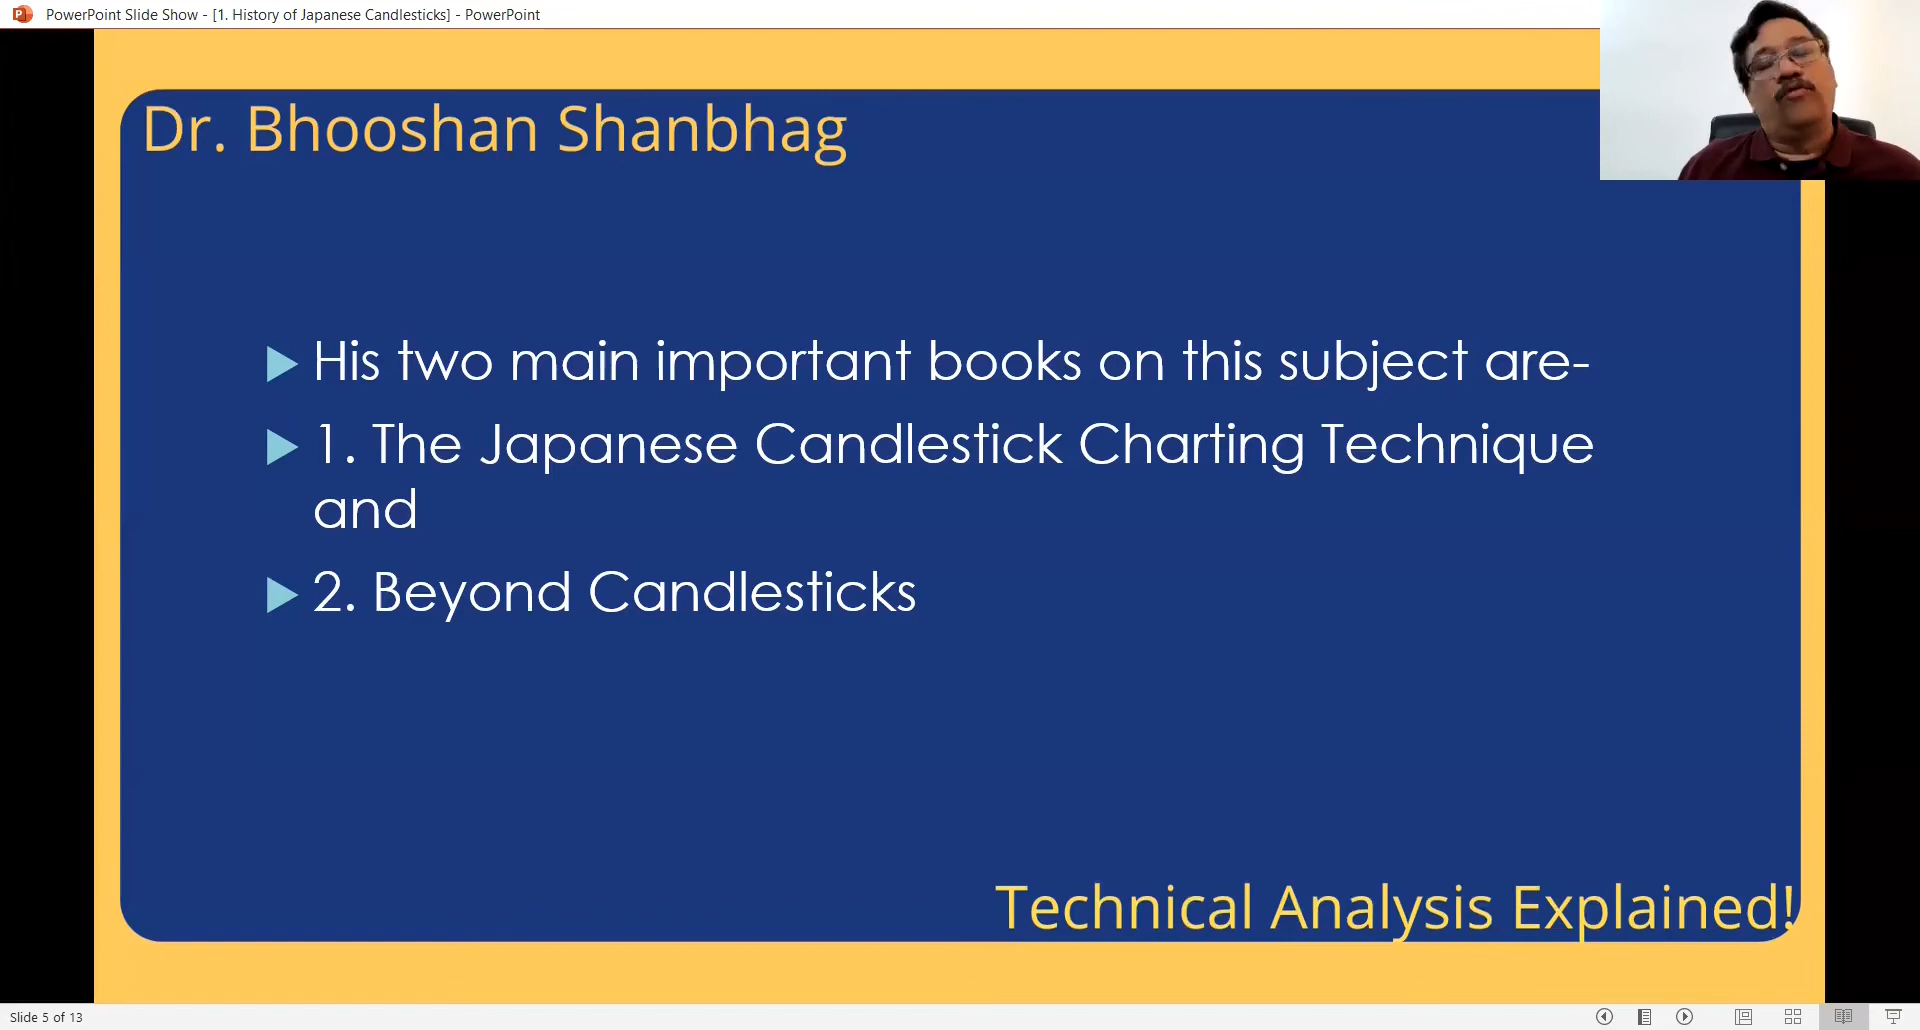 PowerPoint Slide Show - [1. History of Japanese Candlesticks] - PowerPoint
Dr. Bhooshan Shanbhag
His two main important books on this subject are-
1. The Japanese Candlestick Charting Technique
and
2. Beyond Candlesticks
Technical Analysis Explained!
Slide 5 of 13